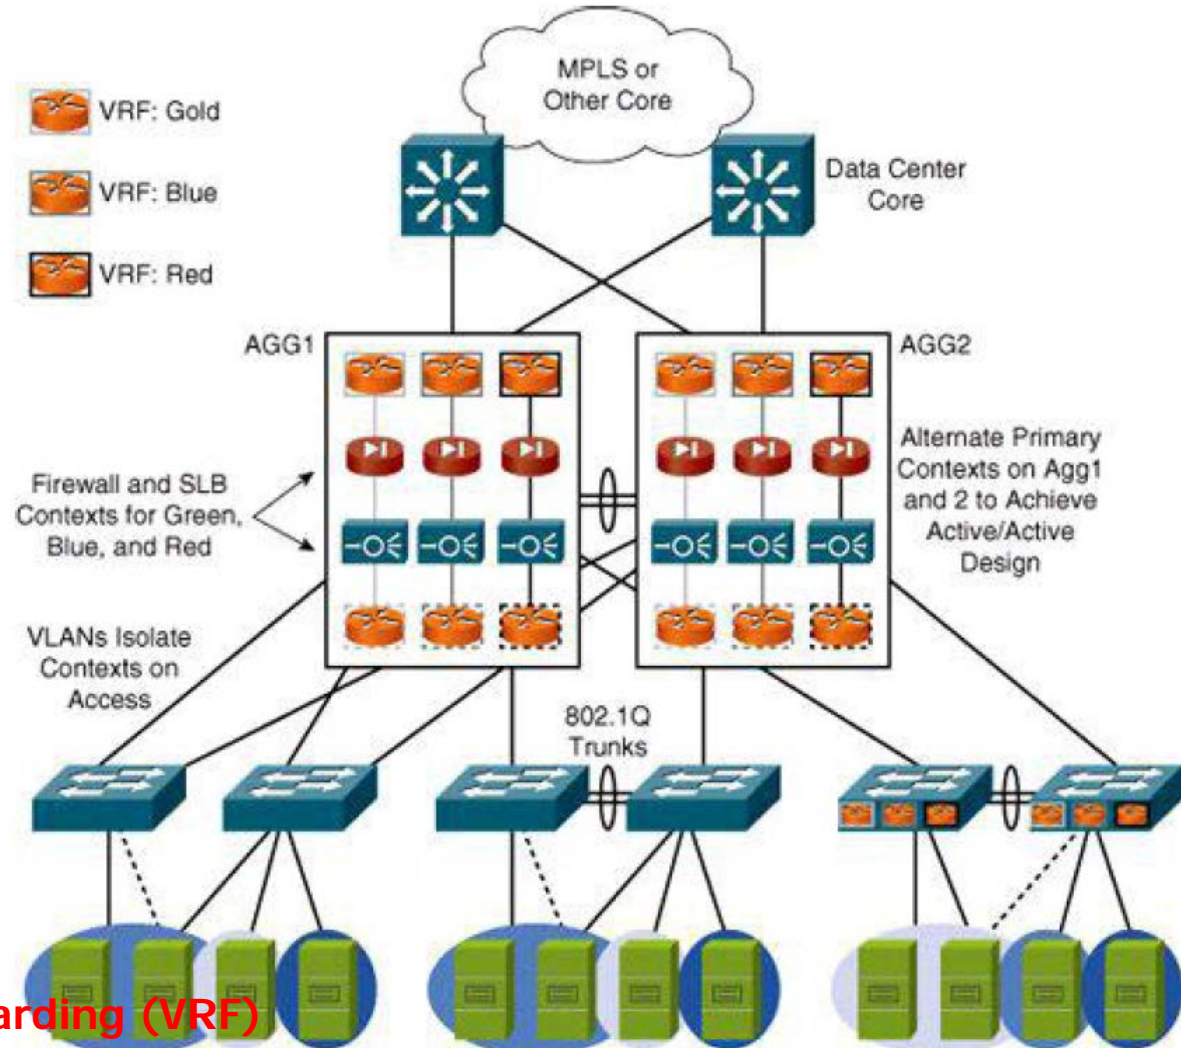 MPLS or
Other Core
VRF: Gold
VRF: Blue
VRF: Red
Data Center
Core
AGG1
AGG2
Firewall and SLB
Contexts for Green,
Blue, and Red
Alternate Primary
Contexts on Agg1
and 2 to Achieve
Active/Active
Design
VLANs Isolate
Contexts on
Access
802.1Q
Trunks
arding (VRF)